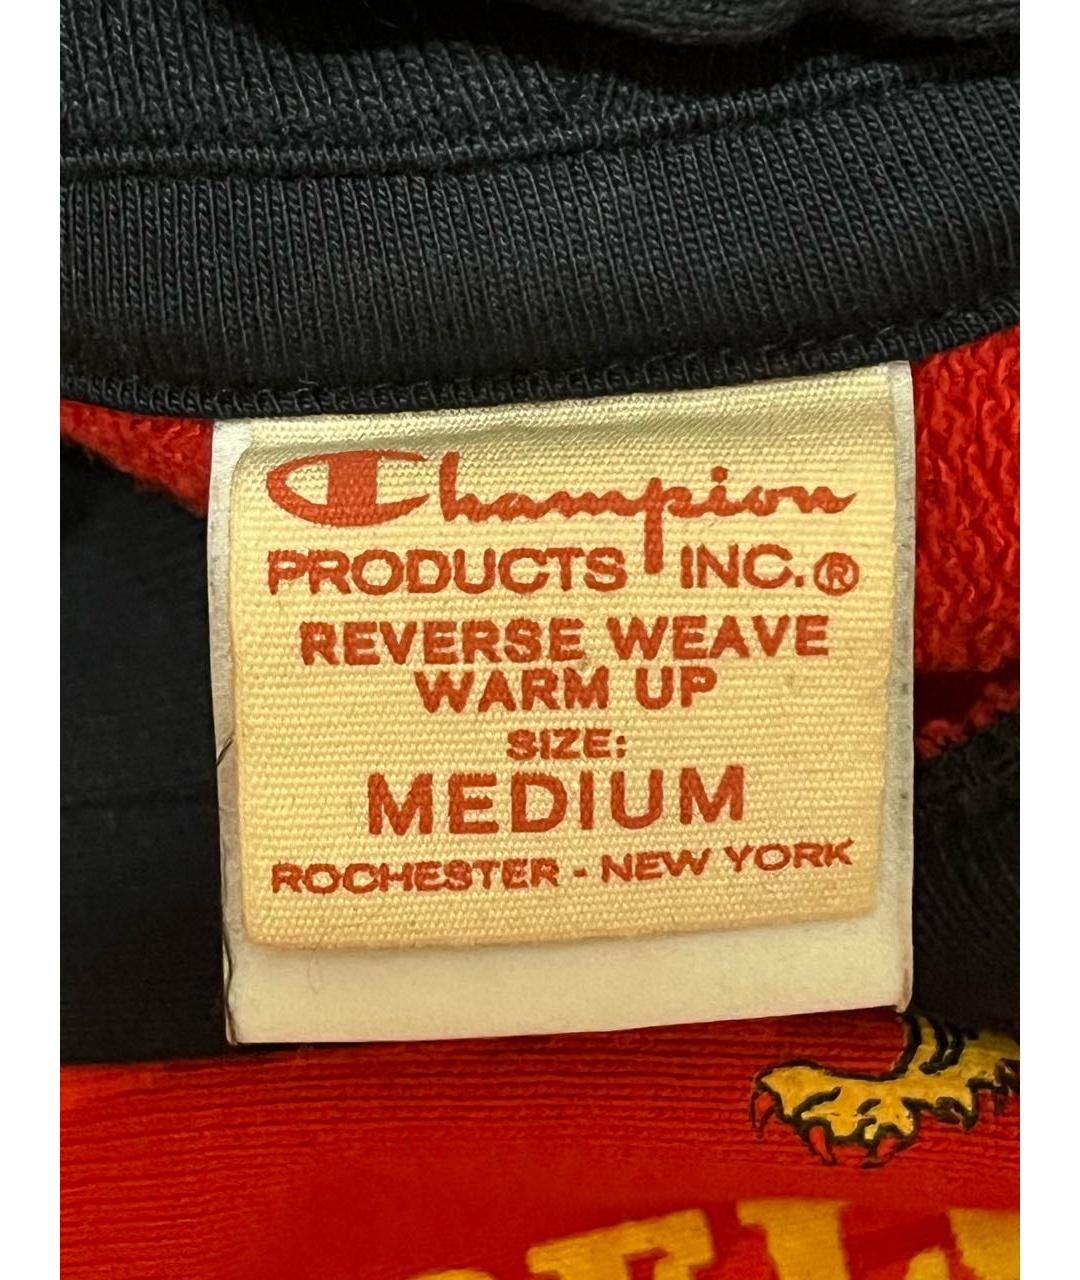 Champion
PRODUCTS INC.®
REVERSE WEAVE
WARM UP
SIZE:
MEDIUM
ROCHESTER - NEW YORK